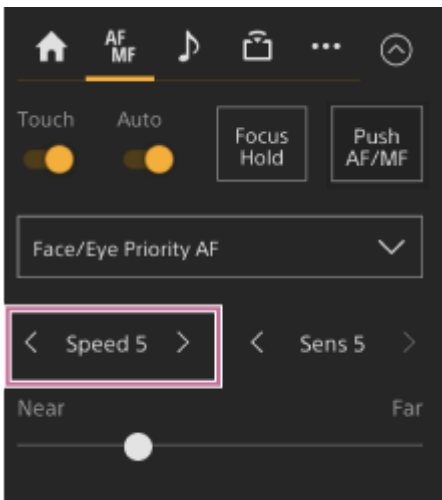 AF
MF
Touch
Auto
Focus
Hold
Push
AF/MF
Face/Eye Priority AF
Speed 5
Sens 5
Near
Far